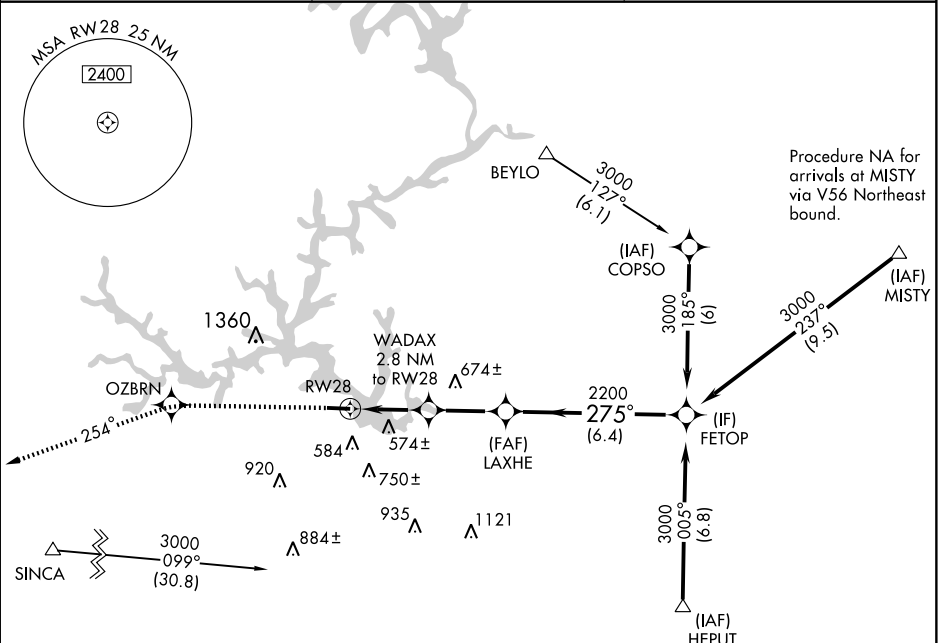 MSA RW28 25 NM
2400
BEYLO
3000
127°
(6.1)
Procedure NA for
arrivals at MISTY
via V56 Northeast
bound.
(IAF)
COPSO
(IAF)
MISTY
3000
185°
(6)
3000
237°
(9.5)
1360
WADAX
2.8 NM
to RW28
674±
OZBRN
RW28
2200
275°
(6.4)
(IF)
FETOP
254°
584
574±
(FAF)
LAXHE
920
750±
935
1121
3000
005°
(6.8)
884±
SINCA
3000
099°
(30.8)
(IAF)
HEPUT